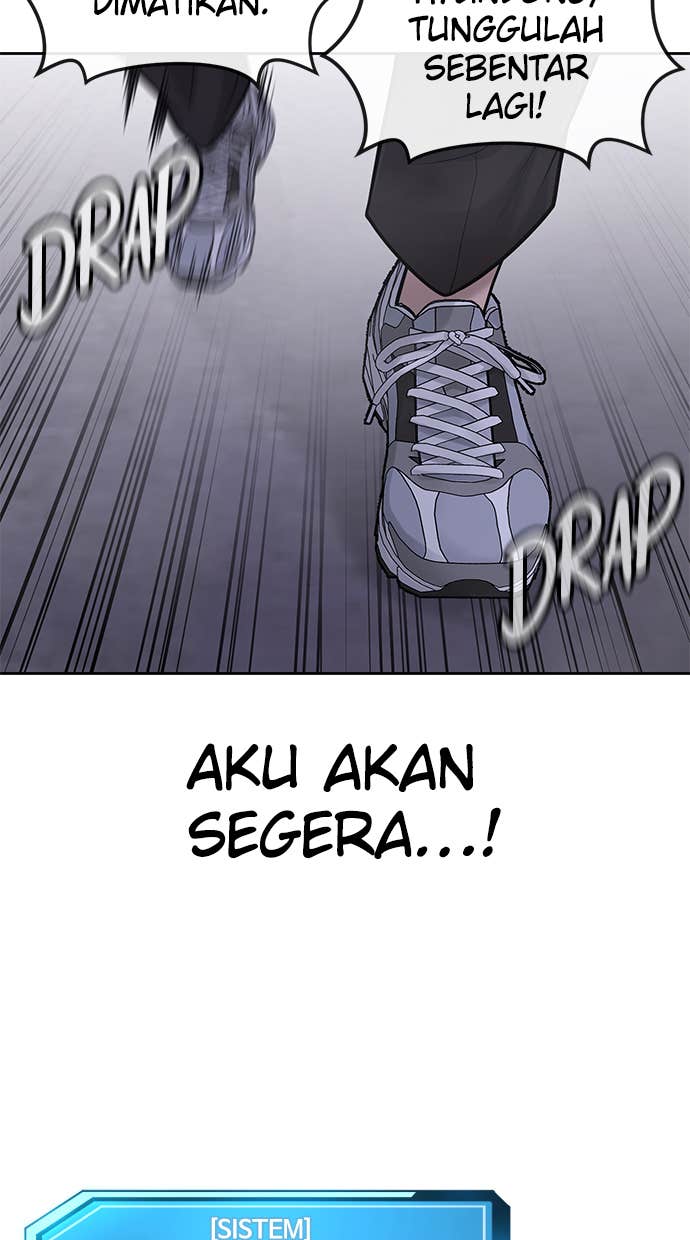 DIMATIKAN.
TUNGGULAH
SEBENTAR
LAGI!
DRAP
DRAP
AKU AKAN
SEGERA...!
[SISTEM]